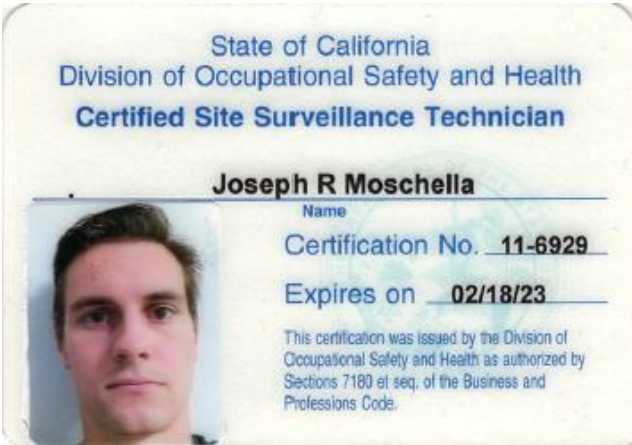 State of California
Division of Occupational Safety and Health
Certified Site Surveillance Technician
Joseph R Moschella
Name
Certification No. 11-6929
Expires on 02/18/23
This certification was issued by the Division of
Occupational Safety and Health as authorized by
Sections 7180 et seq. of the Business and
Professions Code.